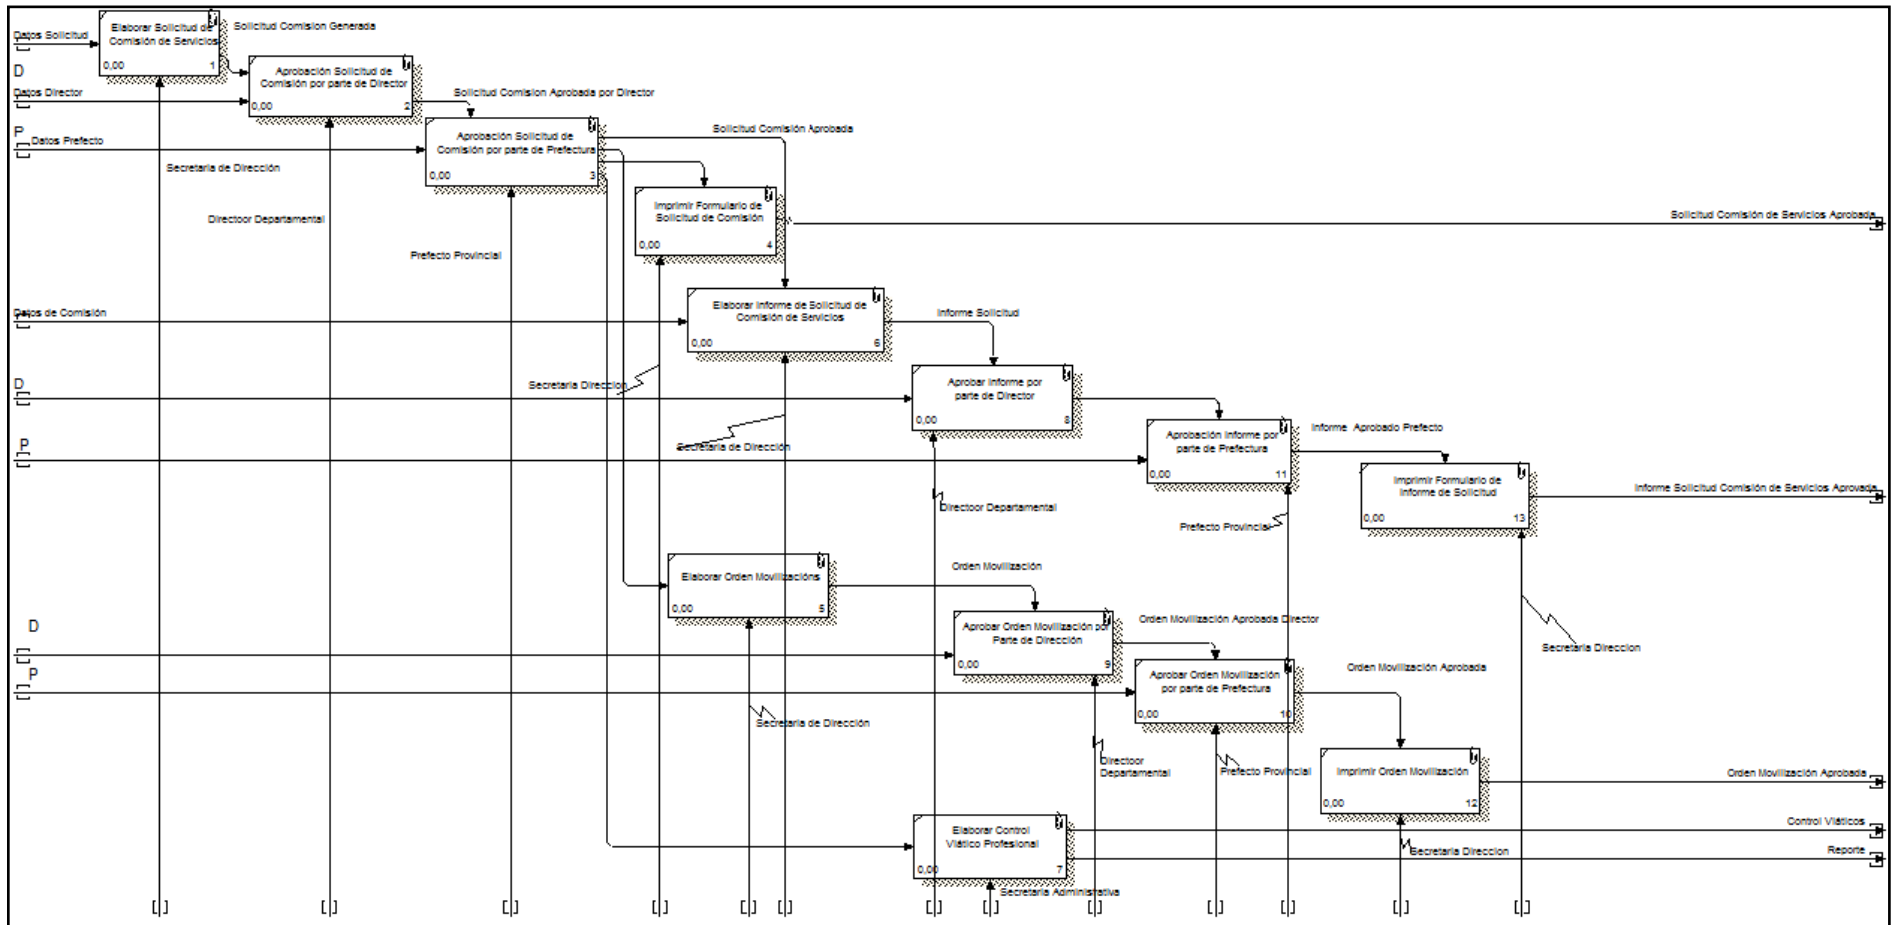 Datos Solicitud
Elaborar Solicitud de
Comisión de Servicios
0,00 1
Solicitud Comision Generada
D
Datos Director
Aprobación Solicitud de
Comisión por parte de Director
0,00 2
Solicitud Comision Aprobada por Director
P
Datos Prefecto
Aprobación Solicitud de
Comisión por parte de Prefectura
0,00 3
Solicitud Comisión Aprobada
Secretaria de Dirección
Directoor Departamental
Prefecto Provincial
Imprimir Formulario de
Solicitud de Comisión
0,00 4
Solicitud Comisión de Servicios Aprobada
Datos de Comisión
Elaborar Informe de Solicitud de
Comisión de Servicios
0,00 6
Informe Solicitud
Secretaria Direccion
D
Aprobar Informe por
parte de Director
0,00 8
Secretaria de Dirección
P
Aprobación Informe por
parte de Prefectura
0,00 11
Informe Aprobado Prefecto
Imprimir Formulario de
Informe de Solicitud
0,00 13
Informe Solicitud Comisión de Servicios Aprovada
Directoor Departamental
Prefecto Provincial
Elaborar Orden Movilizacións
0,00 5
Orden Movilización
D
Aprobar Orden Movilización por
Parte de Dirección
0,00 9
Orden Movilización Aprobada Director
Secretaria Direccion
P
Aprobar Orden Movilización
por parte de Prefectura
0,00 10
Orden Movilización Aprobada
Secretaria de Dirección
Directoor
Departamental
Prefecto Provincial
Imprimir Orden Movilización
0,00 12
Orden Movilización Aprobada
Elaborar Control
Viático Profesional
0,00 7
Control Viáticos
Secretaria Direccion
Reporte
Secretaria Administrativa